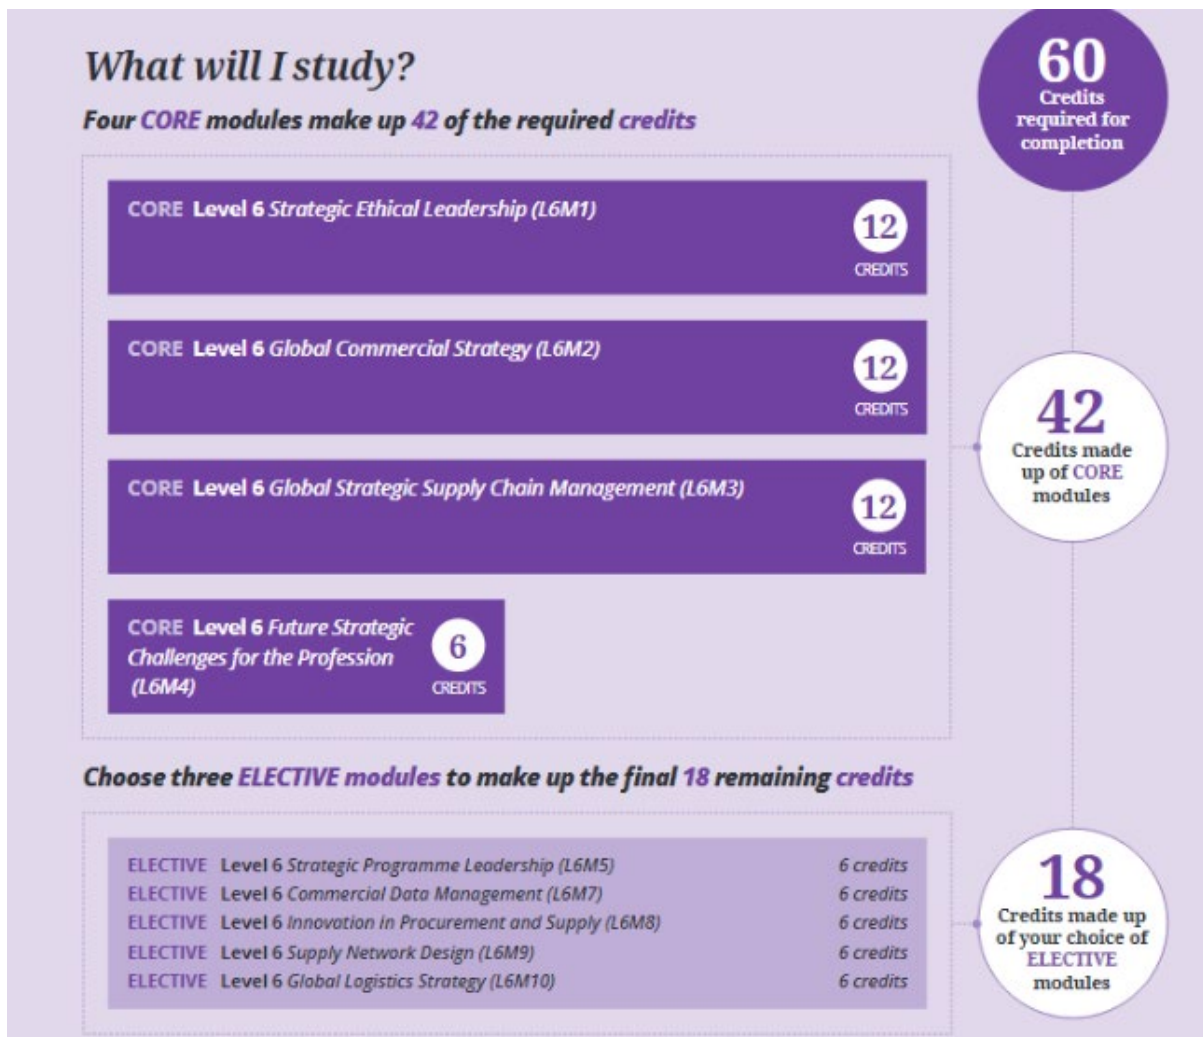 What will I study?
Four CORE modules make up 42 of the required credits
60
Credits
required for
completion
CORE Level 6 Strategic Ethical Leadership (L6M1)
12
CREDITS
CORE Level 6 Global Commercial Strategy (L6M2)
12
CREDITS
42
Credits made
up of CORE
modules
CORE Level 6 Global Strategic Supply Chain Management (L6M3)
12
CREDITS
CORE Level 6 Future Strategic
Challenges for the Profession
(L6M4)
6
CREDITS
Choose three ELECTIVE modules to make up the final 18 remaining credits
ELECTIVE Level 6 Strategic Programme Leadership (L6M5) 6 credits
ELECTIVE Level 6 Commercial Data Management (L6M7) 6 credits
ELECTIVE Level 6 Innovation in Procurement and Supply (L6M8) 6 credits
ELECTIVE Level 6 Supply Network Design (L6M9) 6 credits
ELECTIVE Level 6 Global Logistics Strategy (L6M10) 6 credits
18
Credits made up
of your choice of
ELECTIVE
modules